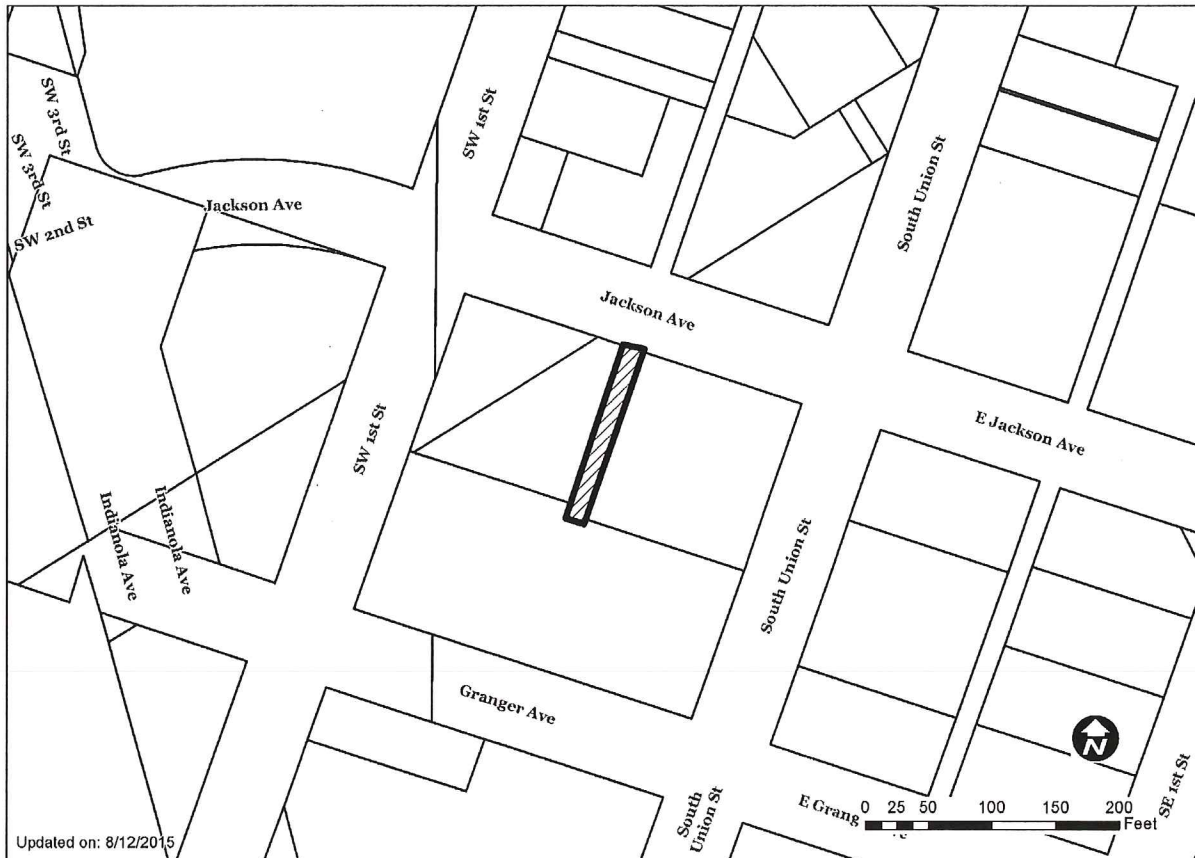 SW 3rd St
SW 3rd St
SW 2nd St
Jackson Ave
SW 1st St
South Union St
Jackson Ave
E Jackson Ave
SW 1st St
Indianola Ave
Indianola Ave
South Union St
Granger Ave
N
South
Union St
E Grang
SE 1st St
0 25 50 100 150 200
Feet
Updated on: 8/12/2015